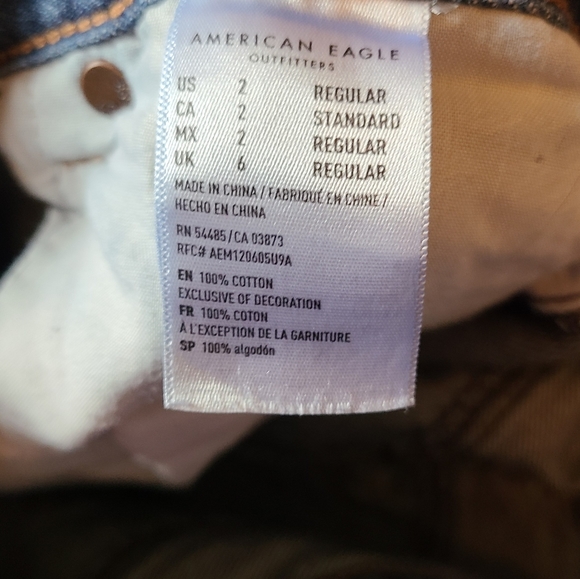 AMERICAN EAGLE
OUTFITTERS
US 2 REGULAR
CA 2 STANDARD
MX 2 REGULAR
UK 6 REGULAR
MADE IN CHINA / FABRIQUÉ EN CHINE /
HECHO EN CHINA
RN 54485/CA 03873
RFC# AEM120605U9A
EN 100% COTTON
EXCLUSIVE OF DECORATION
FR 100% COTON
À L'EXCEPTION DE LA GARNITURE
SP 100% algodón